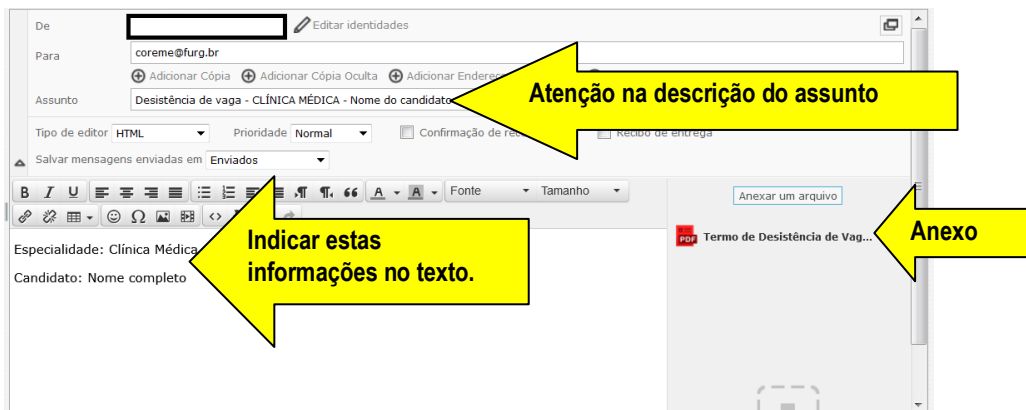 De Editar identidades
Para coreme@furg.br
Adicionar Cópia Adicionar Cópia Oculta Adicionar
Assunto Desistência de vaga - CLÍNICA MÉDICA - Nome do candidato
Atenção na descrição do assunto
Tipo de editor HTML Prioridade Normal Confirmação de Recibo de entrega
Salvar mensagens enviadas em Enviados
B I U A A Fonte Tamanho
Anexar um arquivo
Especialidade: Clínica Médica
Candidato: Nome completo
Indicar estas
informações no texto.
PDF Termo de Desistência de Vag...
Anexo